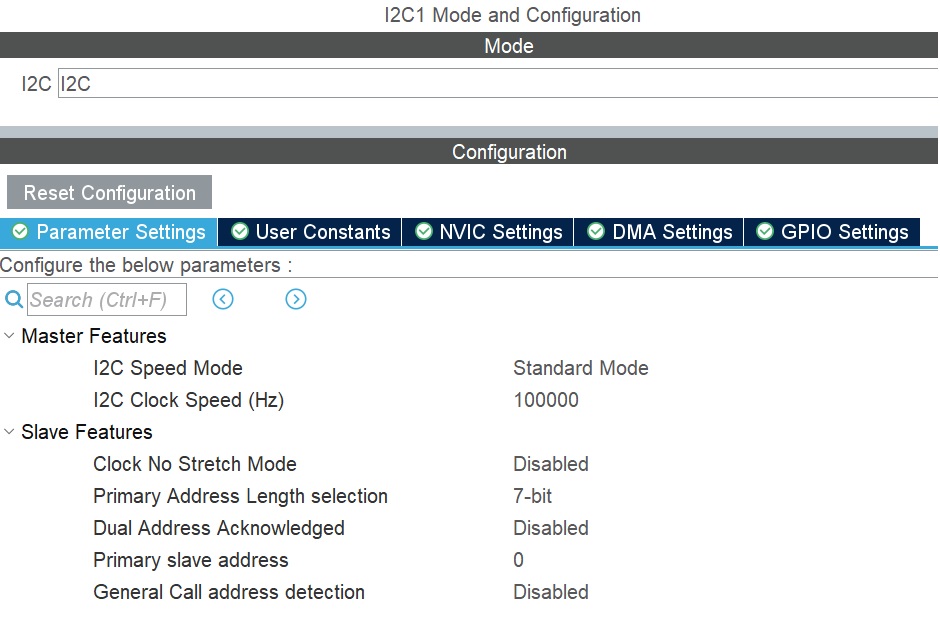 I2C1 Mode and Configuration
Mode
I2C I2C
Configuration
Reset Configuration
Parameter Settings User Constants NVIC Settings DMA Settings GPIO Settings
Configure the below parameters :
Search (Ctrl+F)
Master Features
I2C Speed Mode Standard Mode
I2C Clock Speed (Hz) 100000
Slave Features
Clock No Stretch Mode Disabled
Primary Address Length selection 7-bit
Dual Address Acknowledged Disabled
Primary slave address 0
General Call address detection Disabled